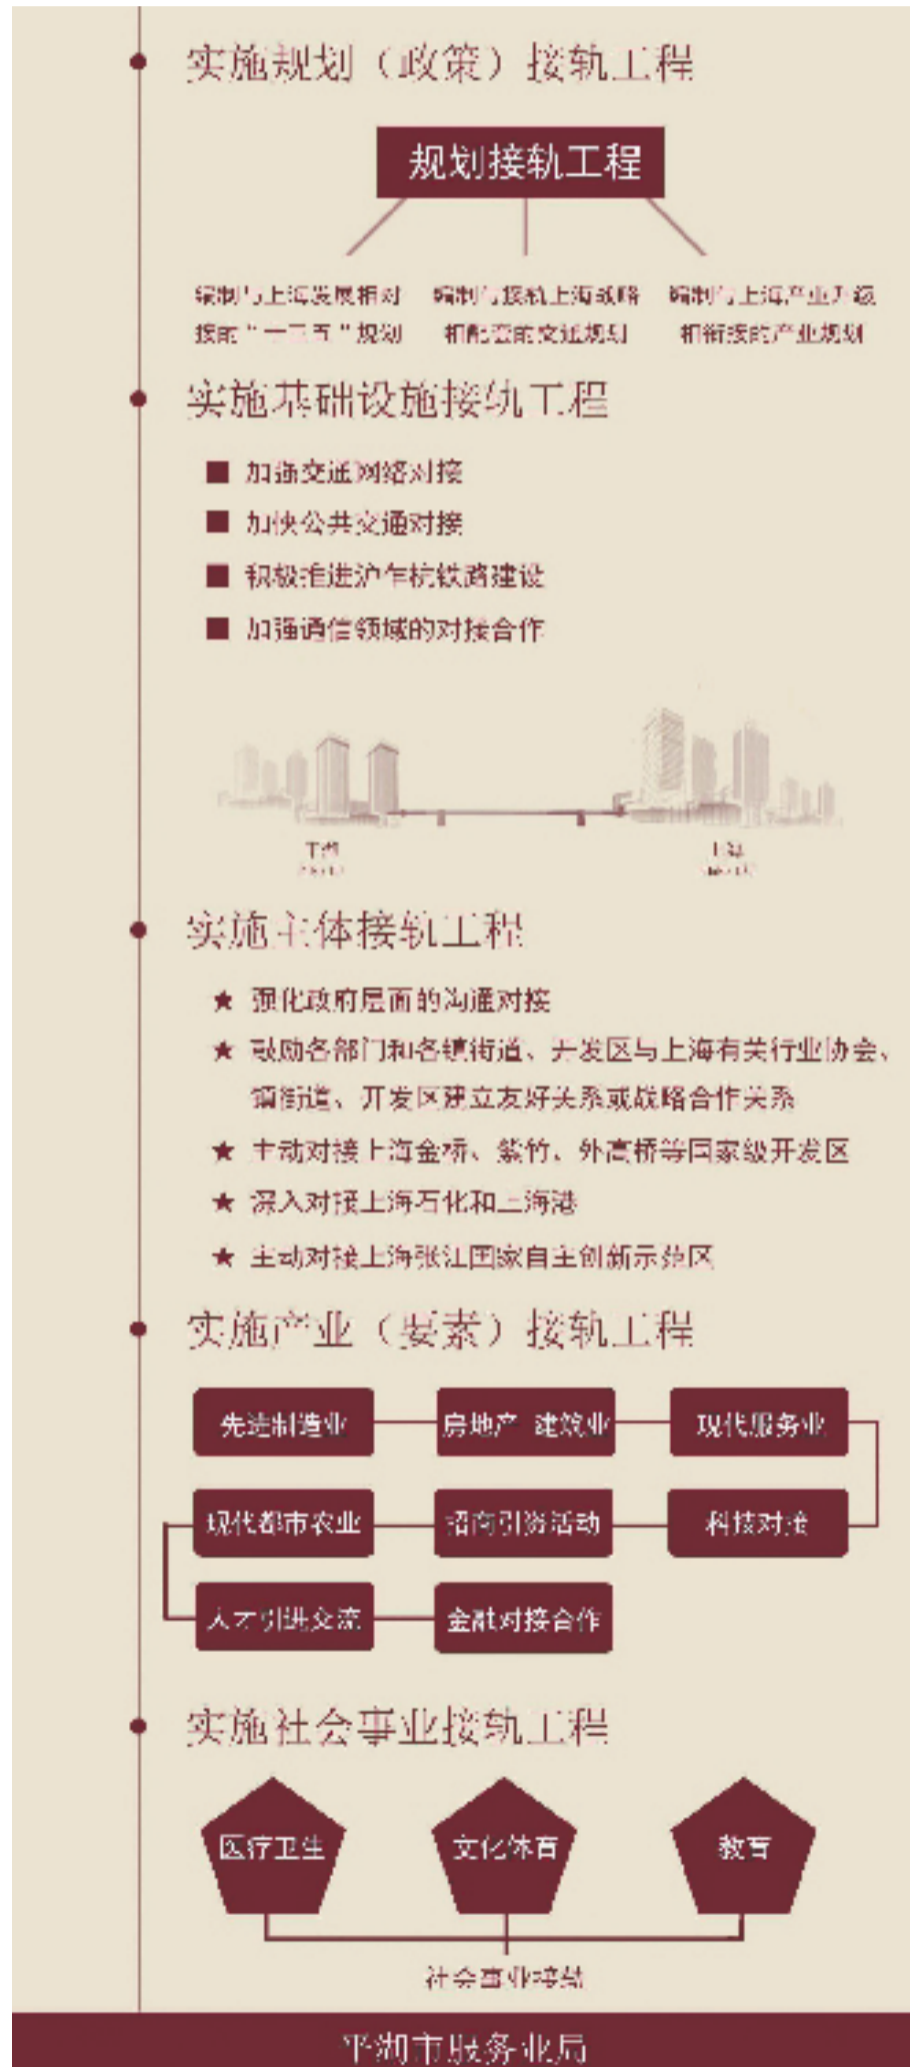 实施规划（政策）接轨工程
规划接轨工程
编制与上海发展相对
接的“十三五”规划
编制与接轨上海战略
相配套的交通规划
编制与上海产业升级
相衔接的产业规划
实施基础设施接轨工程
■ 加强交通网络对接
■ 加快公共交通对接
■ 积极推进沪乍杭铁路建设
■ 加强通信领域的对接合作
平湖
上海
实施主体接轨工程
★ 强化政府层面的沟通对接
★ 鼓励各部门和各镇街道、开发区与上海有关行业协会、
镇街道、开发区建立友好关系或战略合作关系
★ 主动对接上海金桥、紫竹、外高桥等国家级开发区
★ 深入对接上海石化和上海港
★ 主动对接上海张江国家自主创新示范区
实施产业（要素）接轨工程
先进制造业
房地产 建筑业
现代服务业
现代都市农业
招商引资活动
科技对接
人才引进交流
金融对接合作
实施社会事业接轨工程
医疗卫生
文化体育
教育
社会事业接轨
平湖市服务业局